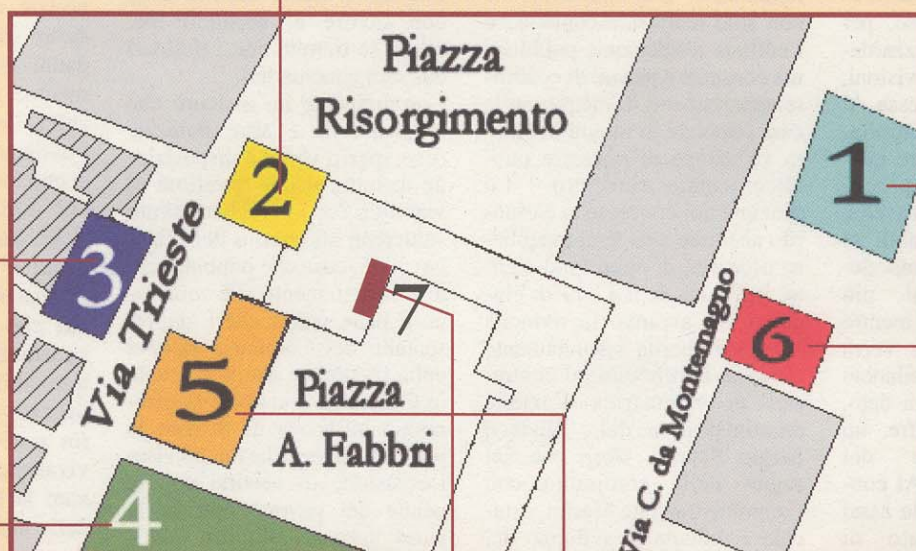 Piazza
Risorgimento
1
2
3
Via Trieste
7
6
5
Piazza
A. Fabbri
Via C. da Montemagno
4